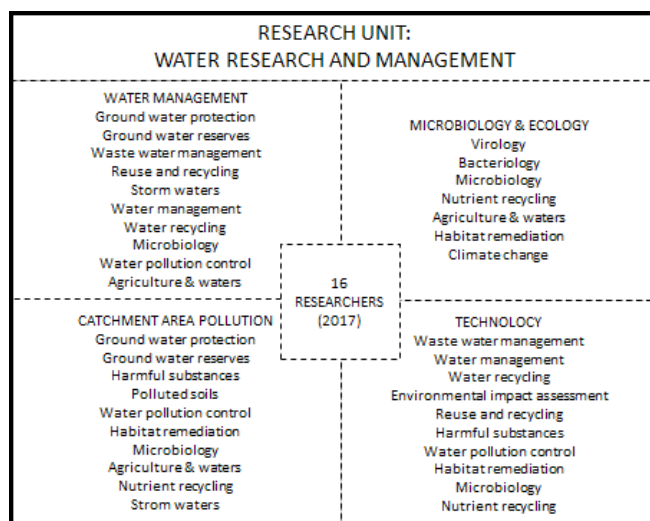 RESEARCH UNIT:
WATER RESEARCH AND MANAGEMENT
WATER MANAGEMENT
Ground water protection
Ground water reserves
Waste water management
Reuse and recycling
Storm waters
Water management
Water recycling
Microbiology
Water pollution control
Agriculture & waters
MICROBIOLOGY & ECOLOGY
Virology
Bacteriology
Microbiology
Nutrient recycling
Agriculture & waters
Habitat remediation
Climate change
16
RESEARCHERS
(2017)
CATCHMENT AREA POLLUTION
Ground water protection
Ground water reserves
Harmful substances
Polluted soils
Water pollution control
Habitat remediation
Microbiology
Agriculture & waters
Nutrient recycling
Strom waters
TECHNOLOGY
Waste water management
Water management
Water recycling
Environmental impact assessment
Reuse and recycling
Harmful substances
Water pollution control
Habitat remediation
Microbiology
Nutrient recycling